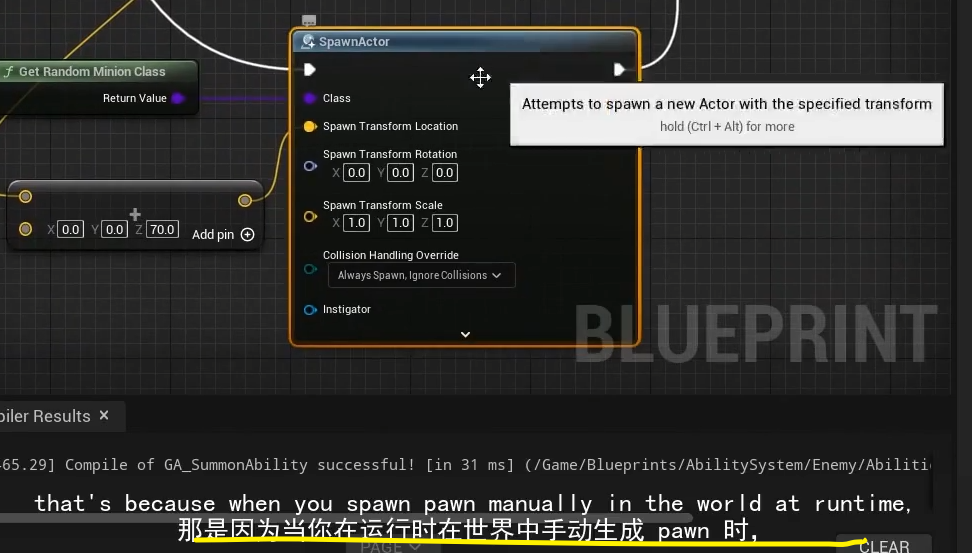 SpawnActor
f Get Random Minion Class
Return Value
Class
Attempts to spawn a new Actor with the specified transform
hold (Ctrl + Alt) for more
Spawn Transform Location
Spawn Transform Rotation
X 0.0 Y 0.0 Z 0.0
Spawn Transform Scale
X 1.0 Y 1.0 Z 1.0
X 0.0 Y 0.0 Z 70.0
Add pin
Collision Handling Override
Always Spawn, Ignore Collisions
Instigator
BLUEPRINT
piler Results
65.29] Compile of GA_SummonAbility successful! [in 31 ms] (/Game/Blueprints/AbilitySystem/Enemy/Abiliti
that's because when you spawn pawn manually in the world at runtime,
那是因为当你在运行时在世界中手动生成 pawn 时，
PAGE
CLEAR